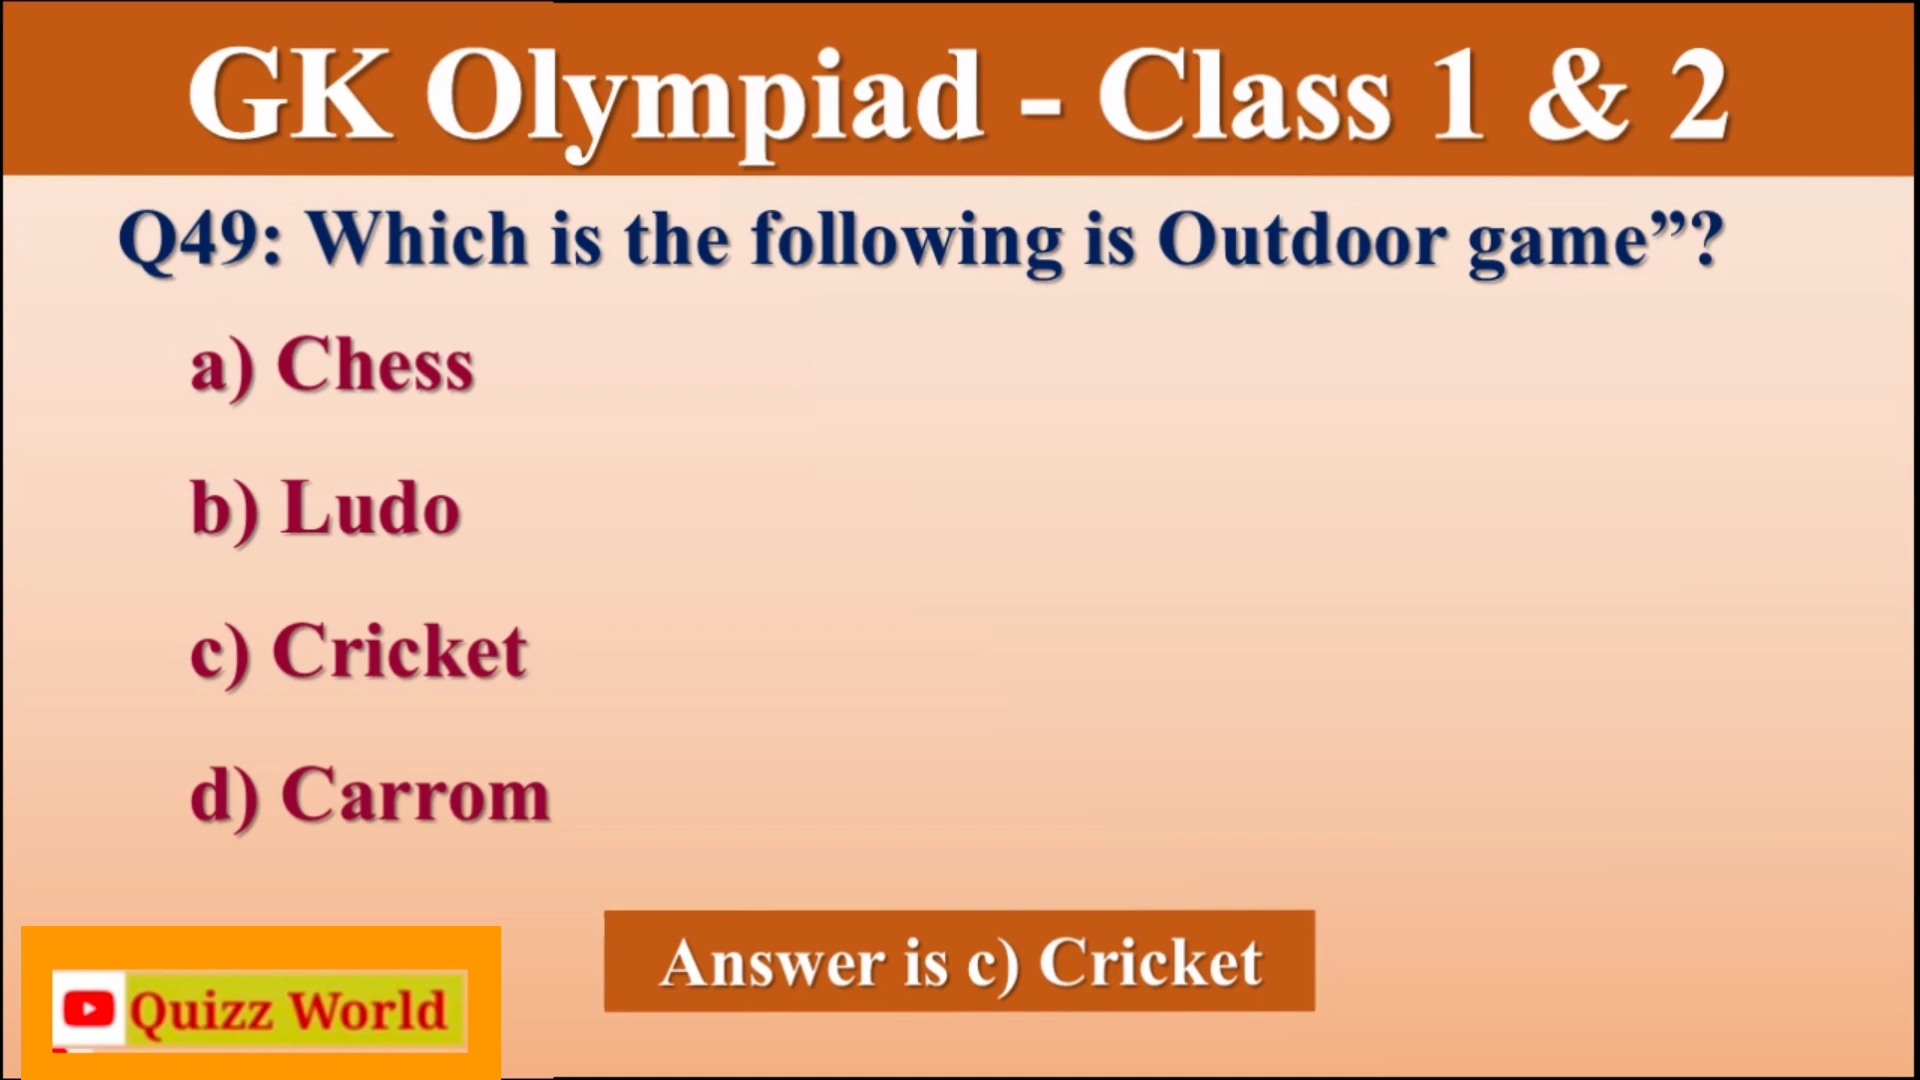 GK Olympiad - Class 1 & 2
Q49: Which is the following is Outdoor game”?
a) Chess
b) Ludo
c) Cricket
d) Carrom
Answer is c) Cricket
Quizz World